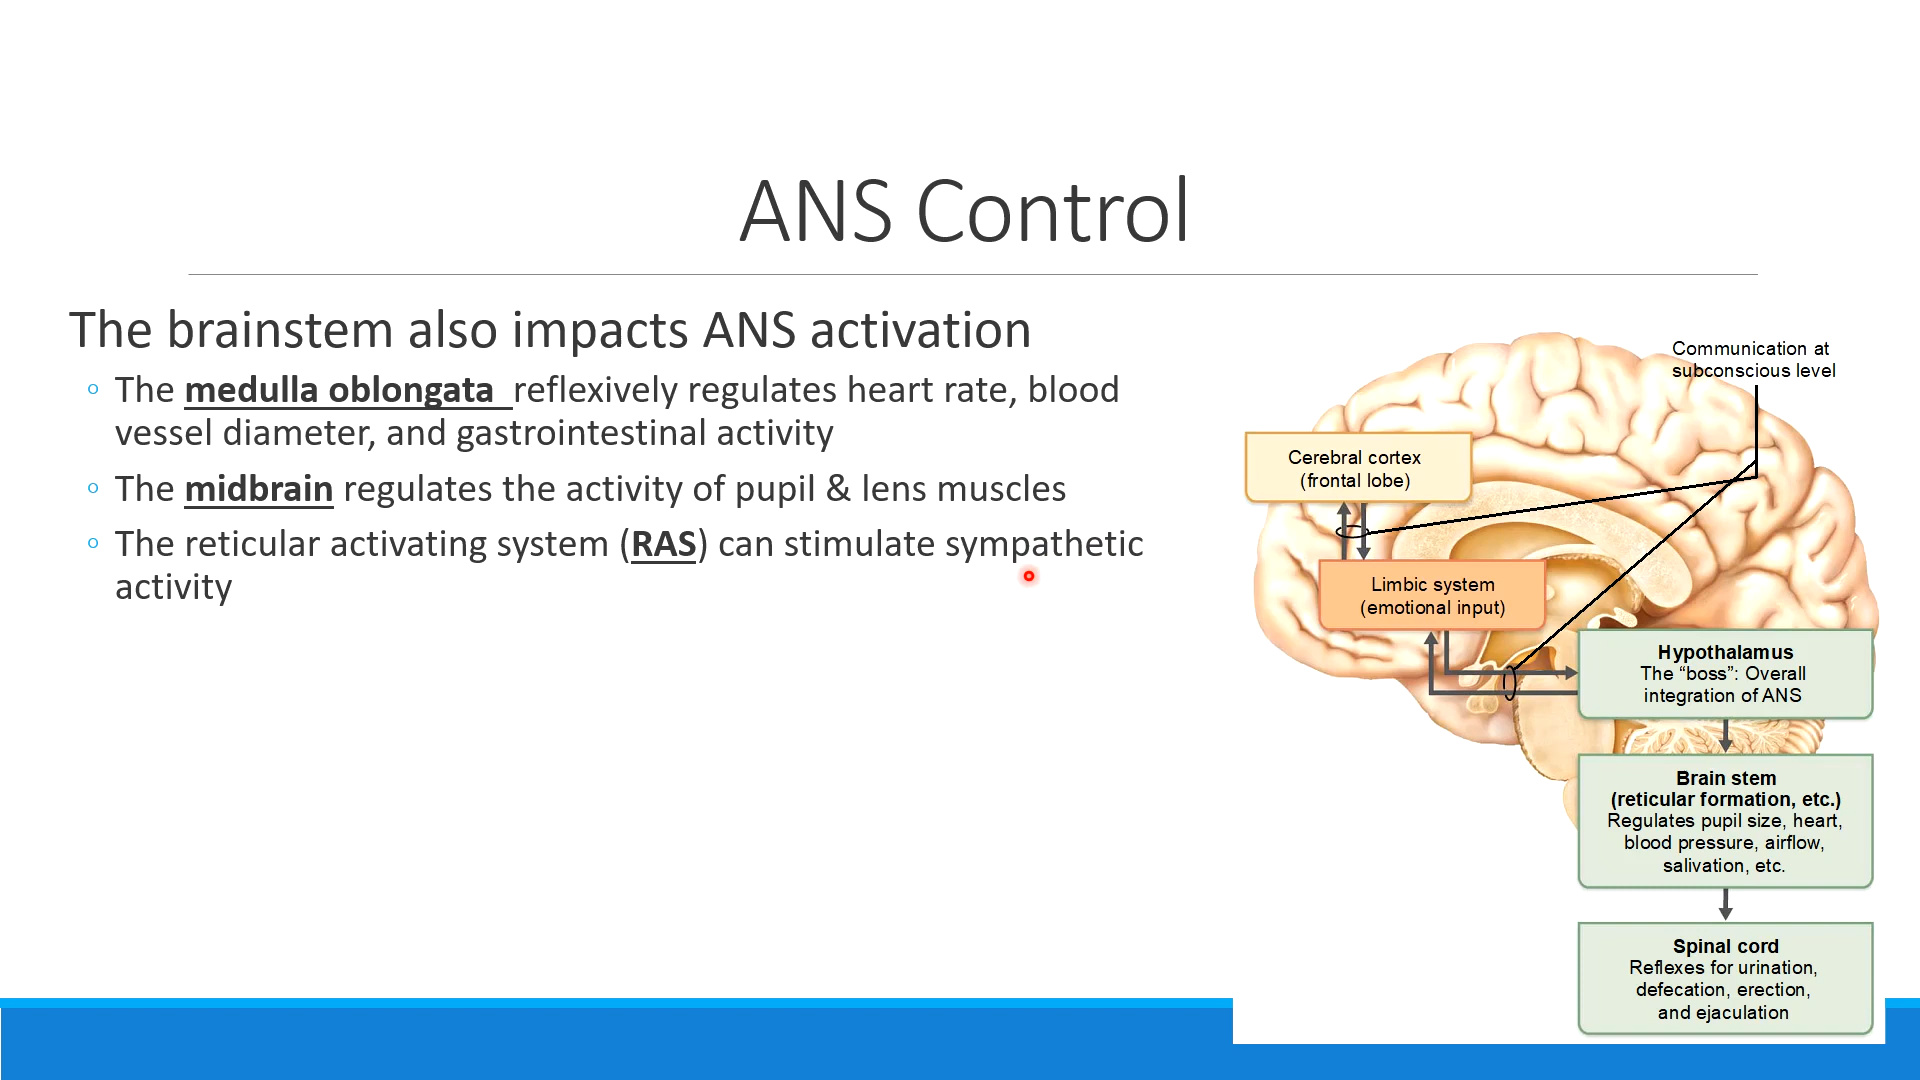 ANS Control
The brainstem also impacts ANS activation
The medulla oblongata reflexively regulates heart rate, blood
vessel diameter, and gastrointestinal activity
The midbrain regulates the activity of pupil & lens muscles
The reticular activating system (RAS) can stimulate sympathetic
activity
Communication at
subconscious level
Cerebral cortex
(frontal lobe)
Limbic system
(emotional input)
Hypothalamus
The “boss”: Overall
integration of ANS
Brain stem
(reticular formation, etc.)
Regulates pupil size, heart,
blood pressure, airflow,
salivation, etc.
Spinal cord
Reflexes for urination,
defecation, erection,
and ejaculation